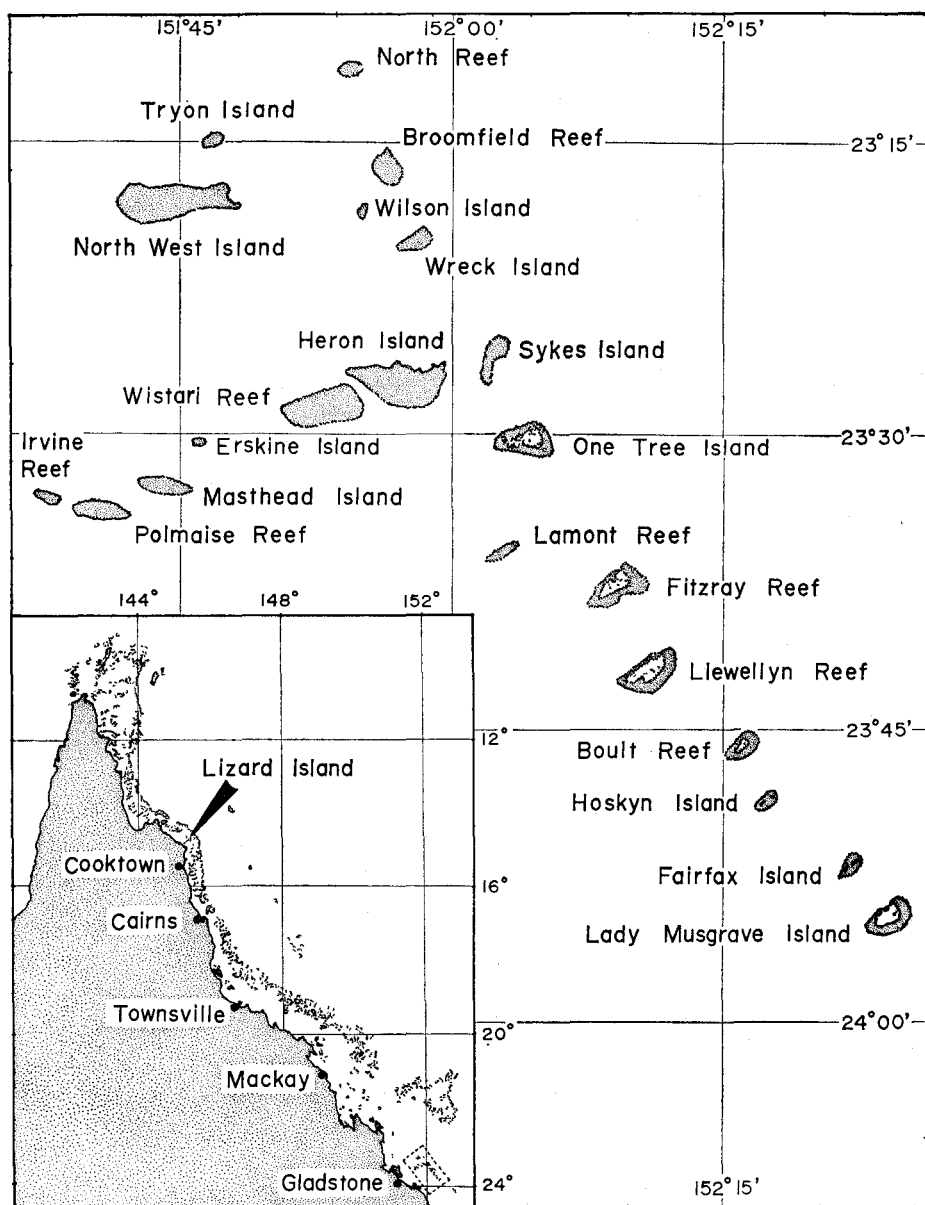 151°45'
152°00'
152°15'
North Reef
Tryon Island
Broomfield Reef
23°15'
Wilson Island
North West Island
Wreck Island
Heron Island
Sykes Island
Wistari Reef
Irvine
Reef
Erskine Island
23°30'
One Tree Island
Masthead Island
Polmaise Reef
Lamont Reef
Fitzray Reef
144°
148°
152°
Llewellyn Reef
23°45'
12°
Boult Reef
Lizard Island
Hoskyn Island
Cooktown
Fairfax Island
16°
Cairns
Lady Musgrave Island
Townsville
24°00'
20°
Mackay
Gladstone
24°
152°15'